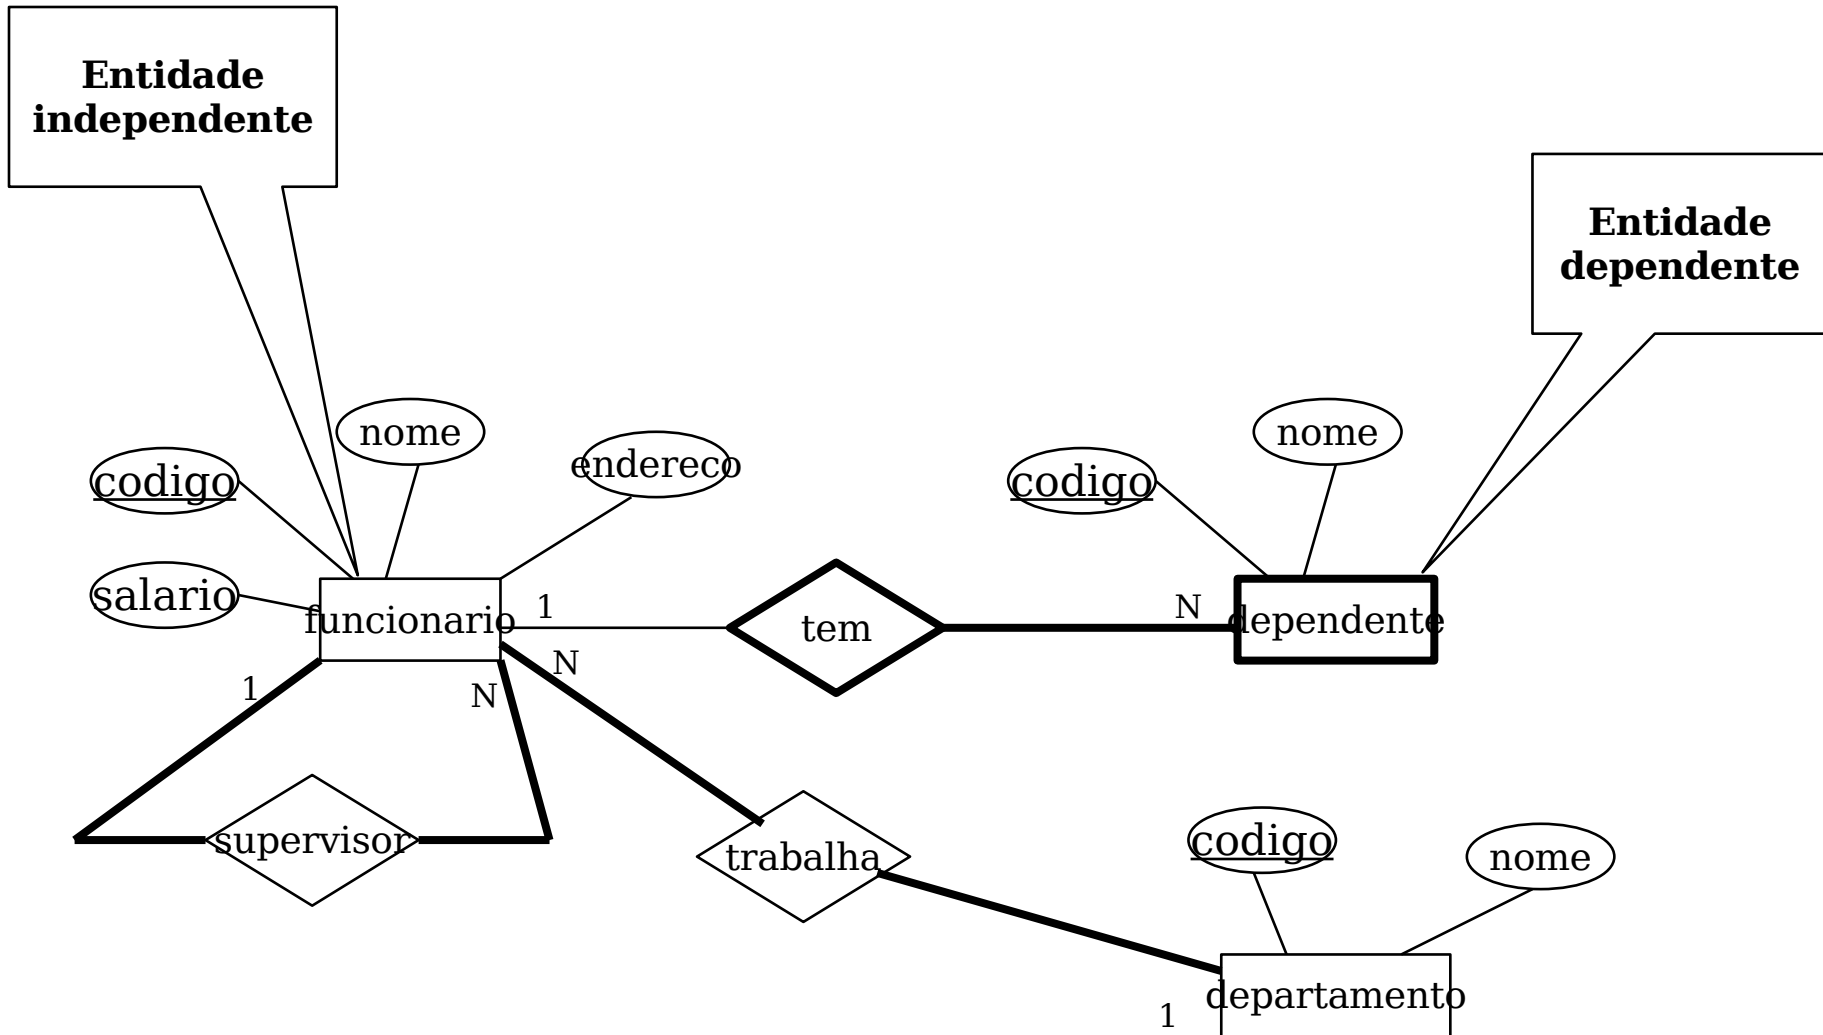 Entidade
independente
Entidade
dependente
nome
endereco
codigo
salario
funcionario
1
tem
N
nome
codigo
dependente
N
1
N
supervisor
trabalha
codigo
nome
departamento
1